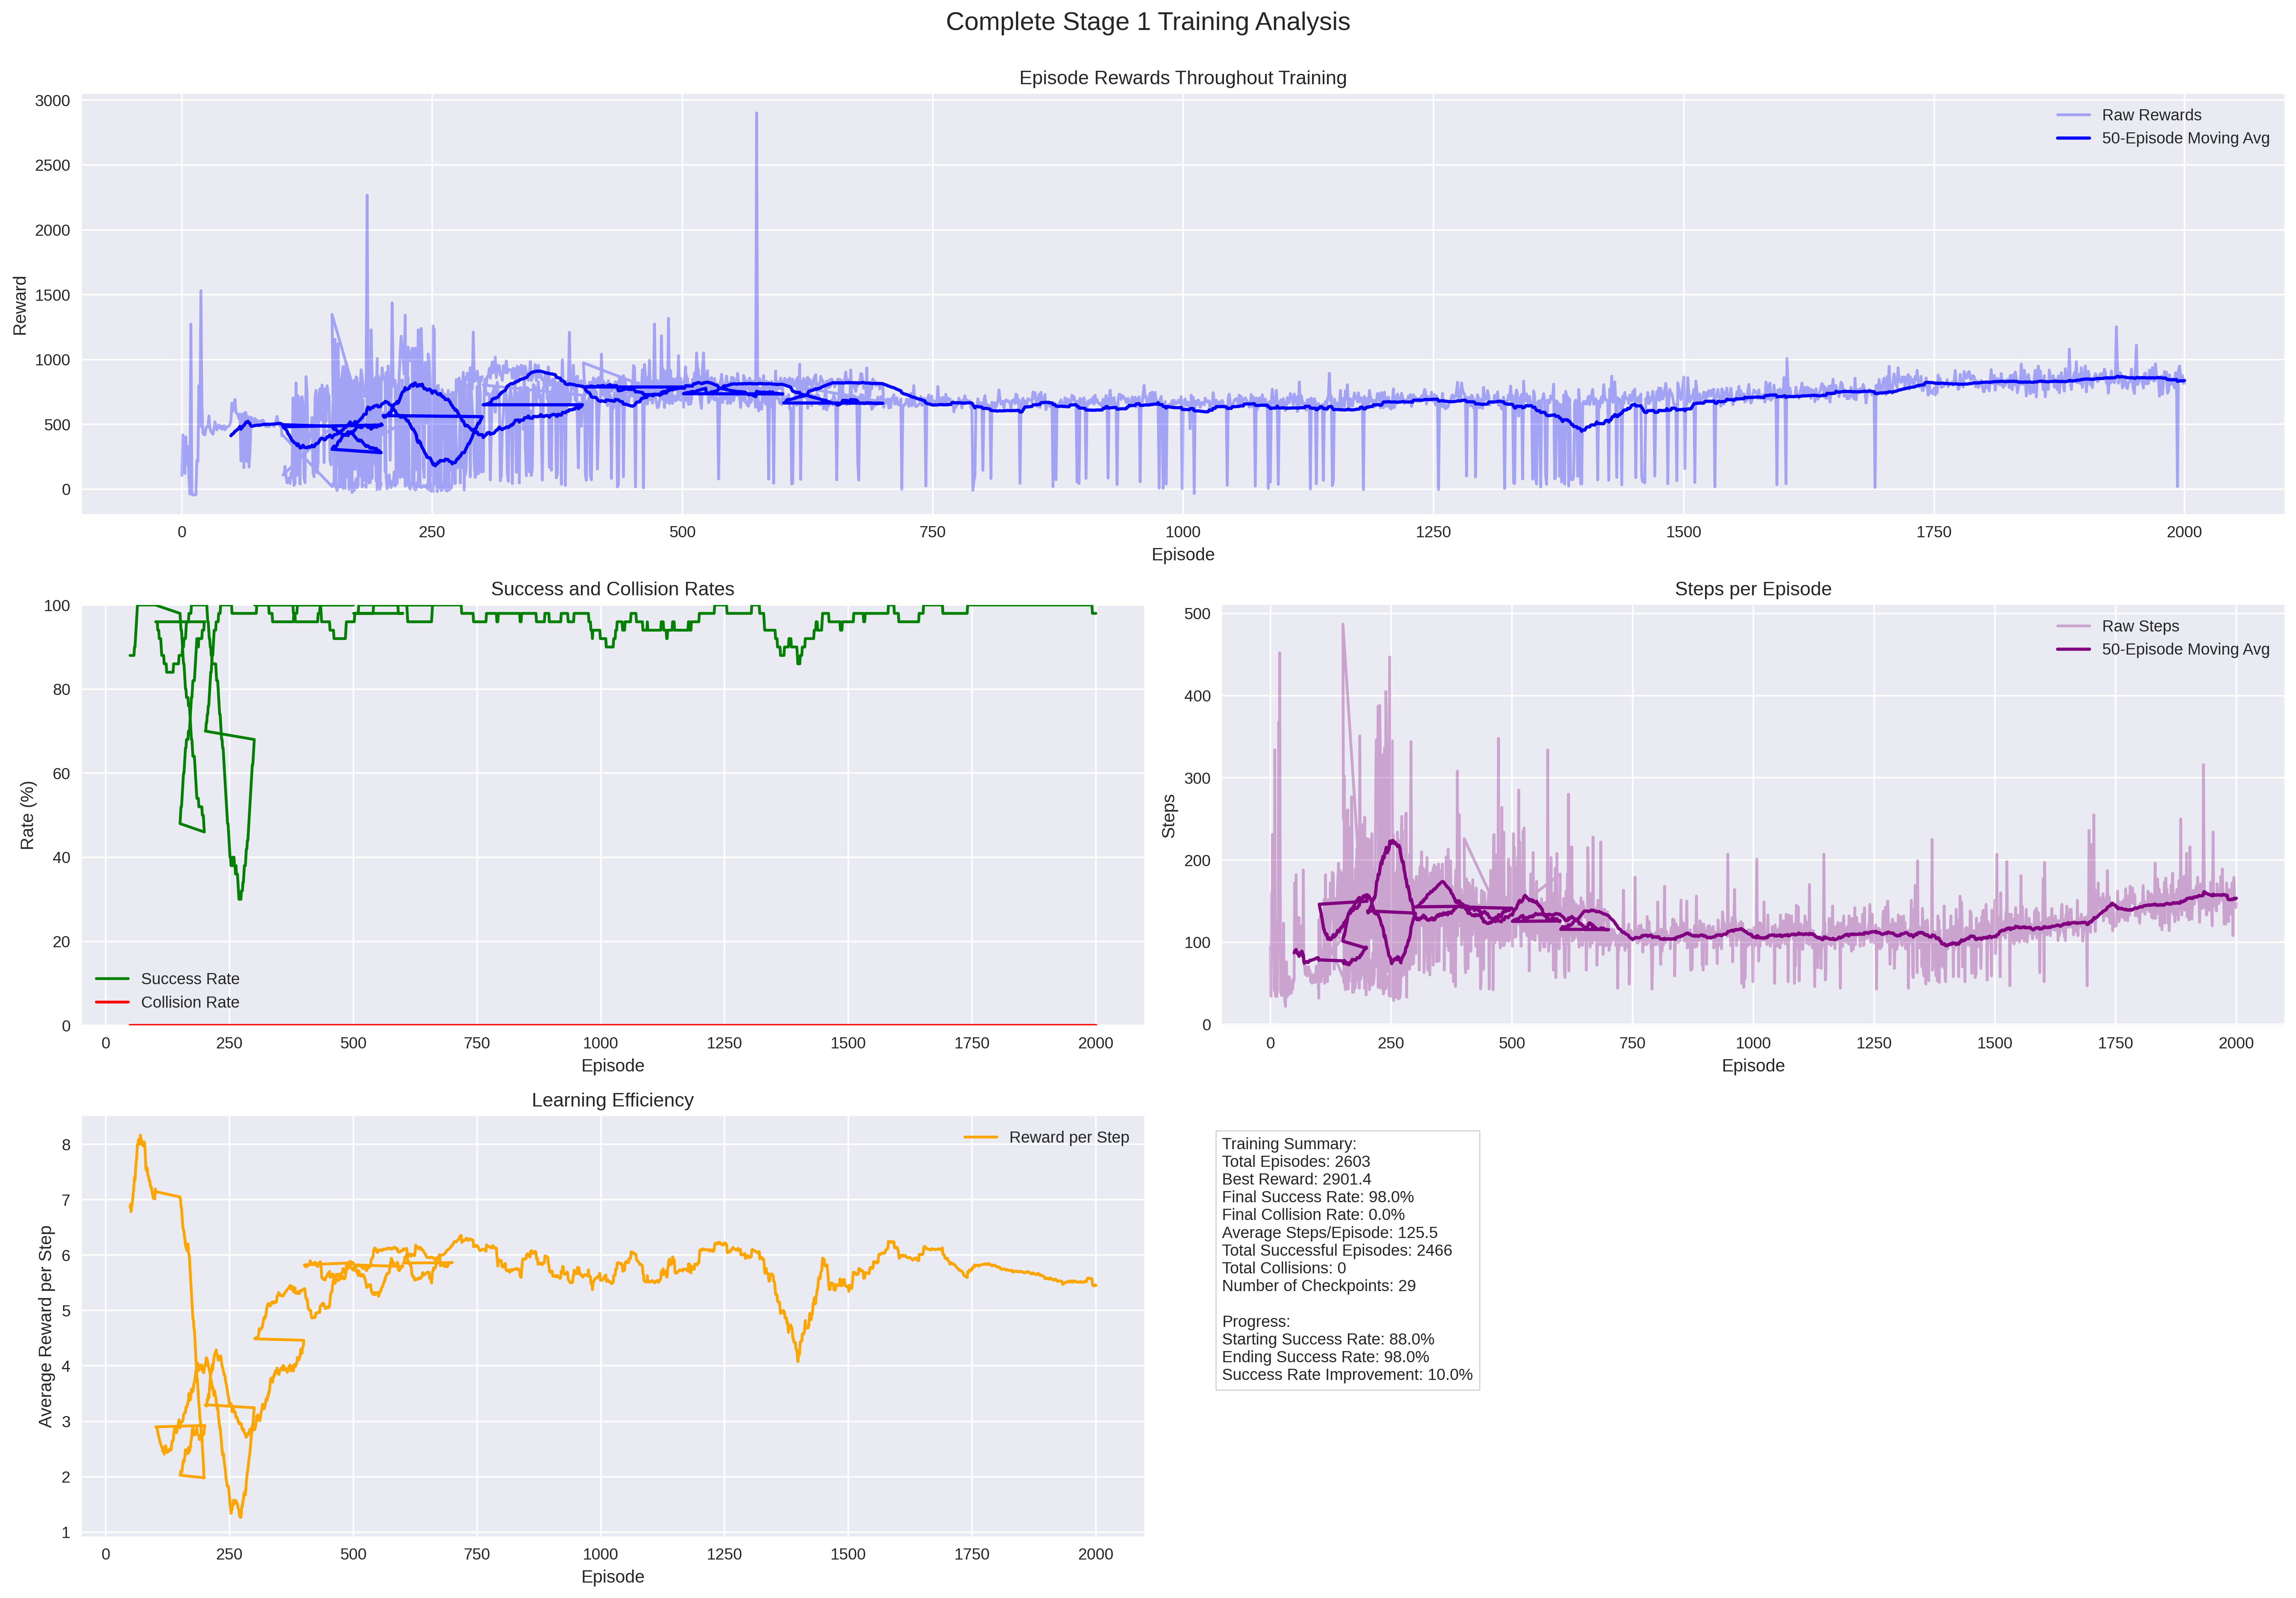 Complete Stage 1 Training Analysis
Episode Rewards Throughout Training
3000
2500
2000
1500
1000
500
0
Reward
Raw Rewards
50-Episode Moving Avg
0 250 500 750 1000 1250 1500 1750 2000
Episode
Success and Collision Rates
100
80
60
40
20
0
Rate (%)
Success Rate
Collision Rate
0 250 500 750 1000 1250 1500 1750 2000
Episode
Steps per Episode
500
400
300
200
100
0
Steps
Raw Steps
50-Episode Moving Avg
0 250 500 750 1000 1250 1500 1750 2000
Episode
Learning Efficiency
8
7
6
5
4
3
2
1
Average Reward per Step
Reward per Step
0 250 500 750 1000 1250 1500 1750 2000
Episode
Training Summary:
Total Episodes: 2603
Best Reward: 2901.4
Final Success Rate: 98.0%
Final Collision Rate: 0.0%
Average Steps/Episode: 125.5
Total Successful Episodes: 2466
Total Collisions: 0
Number of Checkpoints: 29
Progress:
Starting Success Rate: 88.0%
Ending Success Rate: 98.0%
Success Rate Improvement: 10.0%